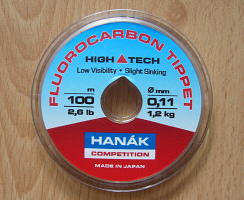 FLUOROCARBON TIPPET
HIGH TECH
Low Visibility • Slight Sinking
m Ø mm
100 0,11
2,6 lb 1,2 kg
HANÁK
COMPETITION
MADE IN JAPAN